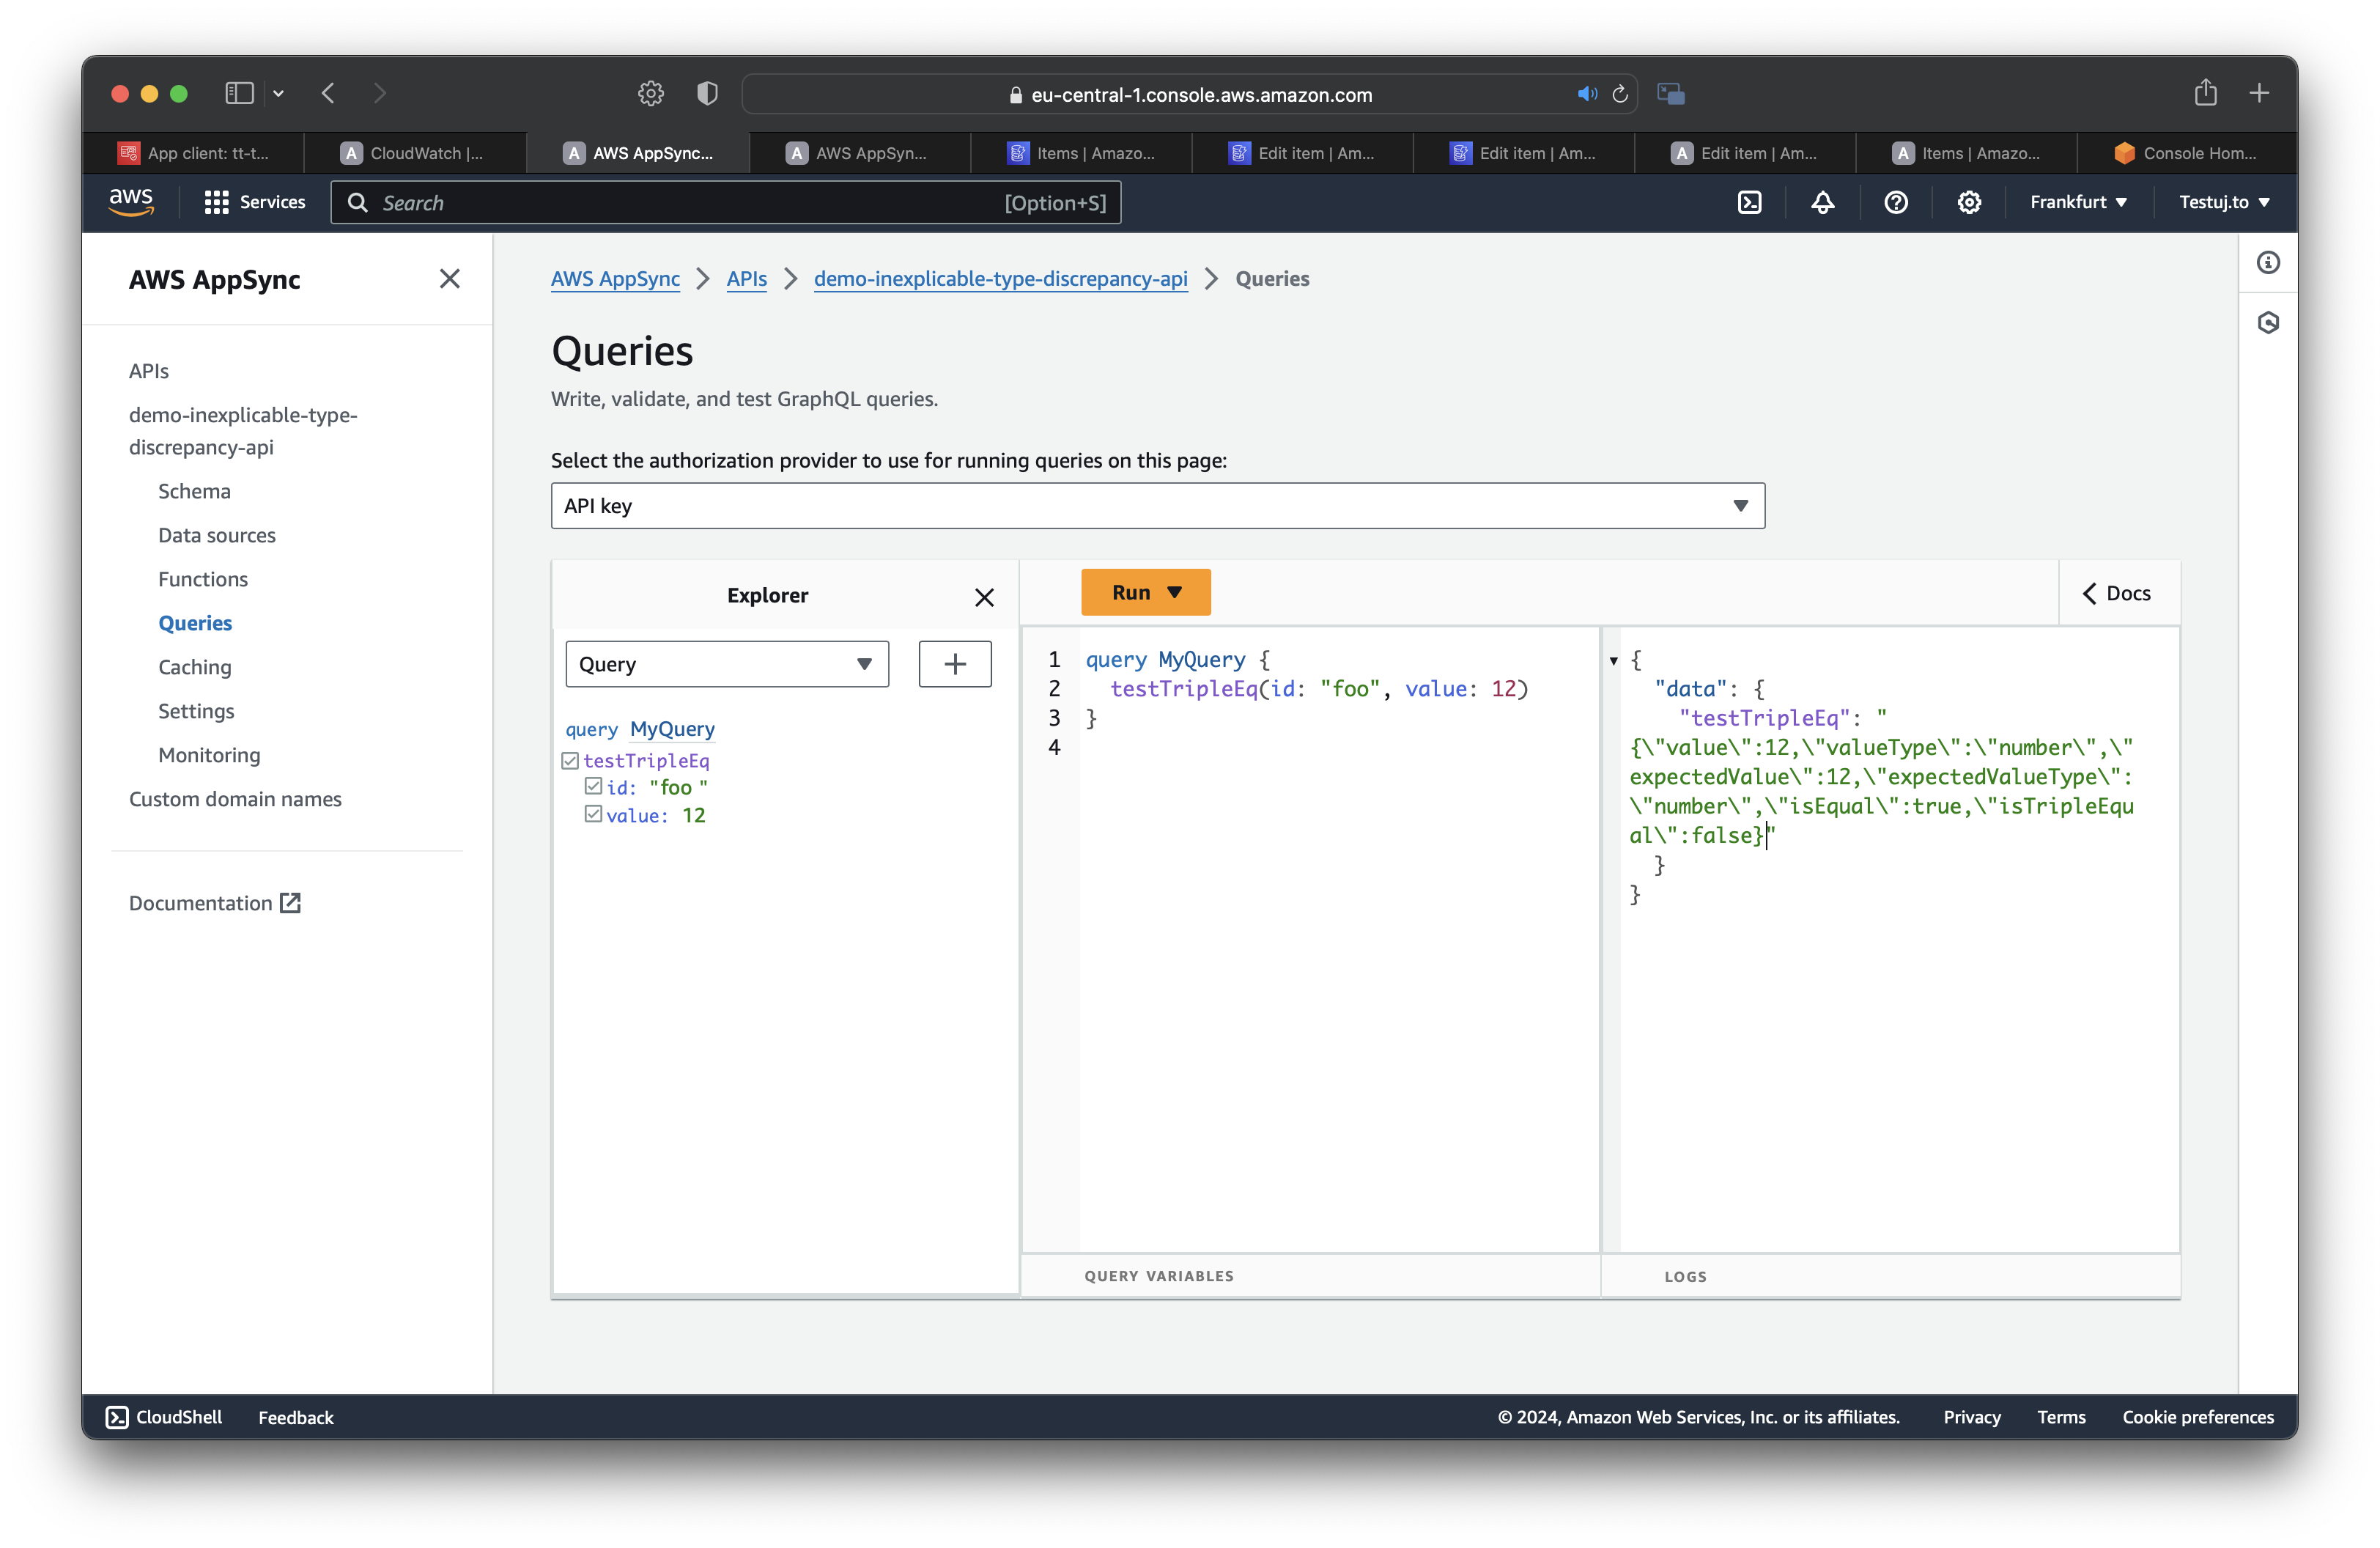 eu-central-1.console.aws.amazon.com
App client: tt-t...
CloudWatch |...
AWS AppSync...
AWS AppSyn...
Items | Amazo...
Edit item | Am...
Edit item | Am...
Edit item | Am...
Items | Amazo...
Console Hom...
aws
Services
Search
[Option+S]
Frankfurt
Testuj.to
AWS AppSync
APIs
demo-inexplicable-type-
discrepancy-api
Schema
Data sources
Functions
Queries
Caching
Settings
Monitoring
Custom domain names
Documentation
AWS AppSync > APIs > demo-inexplicable-type-discrepancy-api > Queries
Queries
Write, validate, and test GraphQL queries.
Select the authorization provider to use for running queries on this page:
API key
Explorer
Query
query MyQuery
testTripleEq
id: "foo "
value: 12
Run
Docs
1 query MyQuery {
2 testTripleEq(id: "foo", value: 12)
3 }
4
{
"data": {
"testTripleEq": "
{\"value\":12,\"valueType\":\"number\",\"
expectedValue\":12,\"expectedValueType\":
\"number\",\"isEqual\":true,\"isTripleEqu
al\":false}"
}
}
QUERY VARIABLES
LOGS
CloudShell
Feedback
© 2024, Amazon Web Services, Inc. or its affiliates.
Privacy
Terms
Cookie preferences